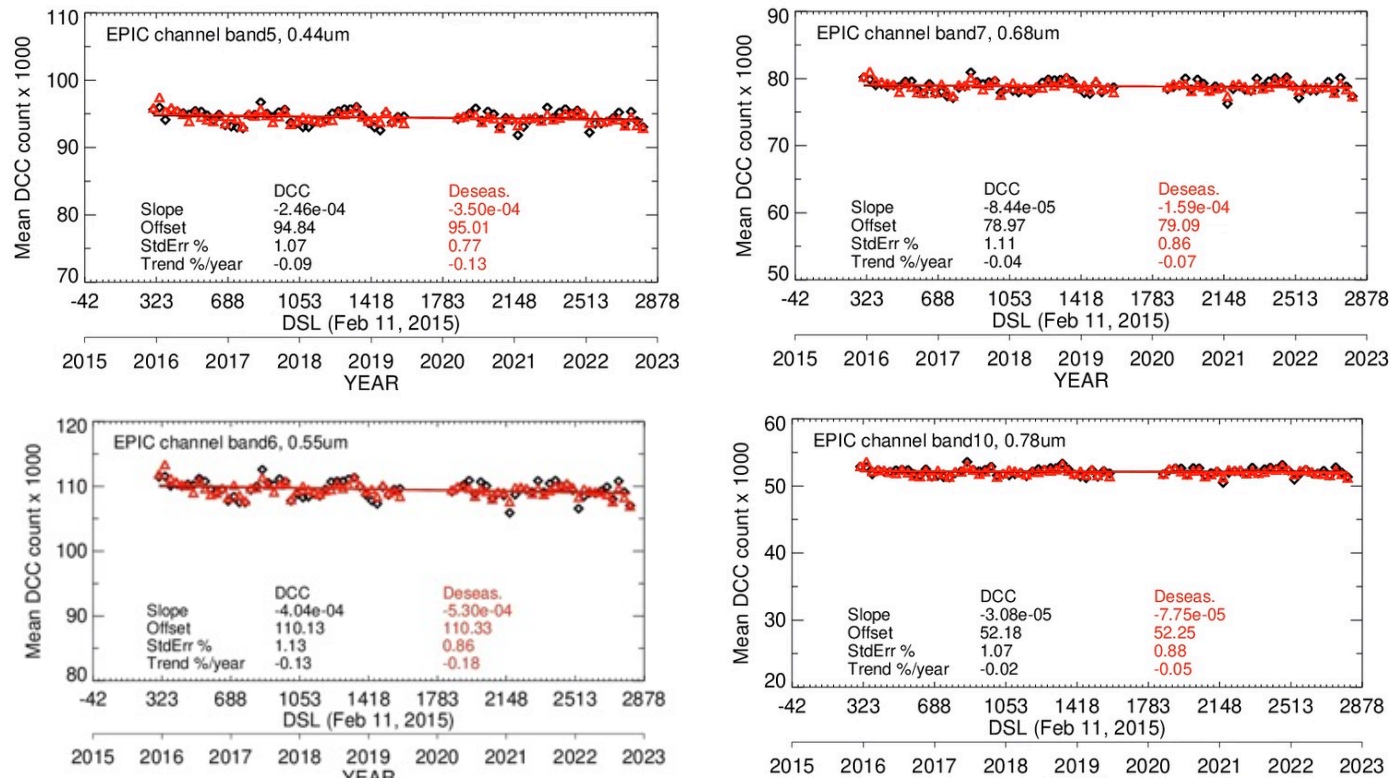 EPIC channel band5, 0.44um
Mean DCC count x 1000
110
100
90
80
70
DCC Deseas.
Slope -2.46e-04 -3.50e-04
Offset 94.84 95.01
StdErr % 1.07 0.77
Trend %/year -0.09 -0.13
-42 323 688 1053 1418 1783 2148 2513 2878
DSL (Feb 11, 2015)
2015 2016 2017 2018 2019 2020 2021 2022 2023
YEAR
EPIC channel band7, 0.68um
Mean DCC count x 1000
90
80
70
60
50
DCC Deseas.
Slope -8.44e-05 -1.59e-04
Offset 78.97 79.09
StdErr % 1.11 0.86
Trend %/year -0.04 -0.07
-42 323 688 1053 1418 1783 2148 2513 2878
DSL (Feb 11, 2015)
2015 2016 2017 2018 2019 2020 2021 2022 2023
YEAR
EPIC channel band6, 0.55um
Mean DCC count x 1000
120
110
100
90
80
DCC Deseas.
Slope -4.04e-04 -5.30e-04
Offset 110.13 110.33
StdErr % 1.13 0.86
Trend %/year -0.13 -0.18
-42 323 688 1053 1418 1783 2148 2513 2878
DSL (Feb 11, 2015)
2015 2016 2017 2018 2019 2020 2021 2022 2023
YEAR
EPIC channel band10, 0.78um
Mean DCC count x 1000
60
50
40
30
20
DCC Deseas.
Slope -3.08e-05 -7.75e-05
Offset 52.18 52.25
StdErr % 1.07 0.88
Trend %/year -0.02 -0.05
-42 323 688 1053 1418 1783 2148 2513 2878
DSL (Feb 11, 2015)
2015 2016 2017 2018 2019 2020 2021 2022 2023